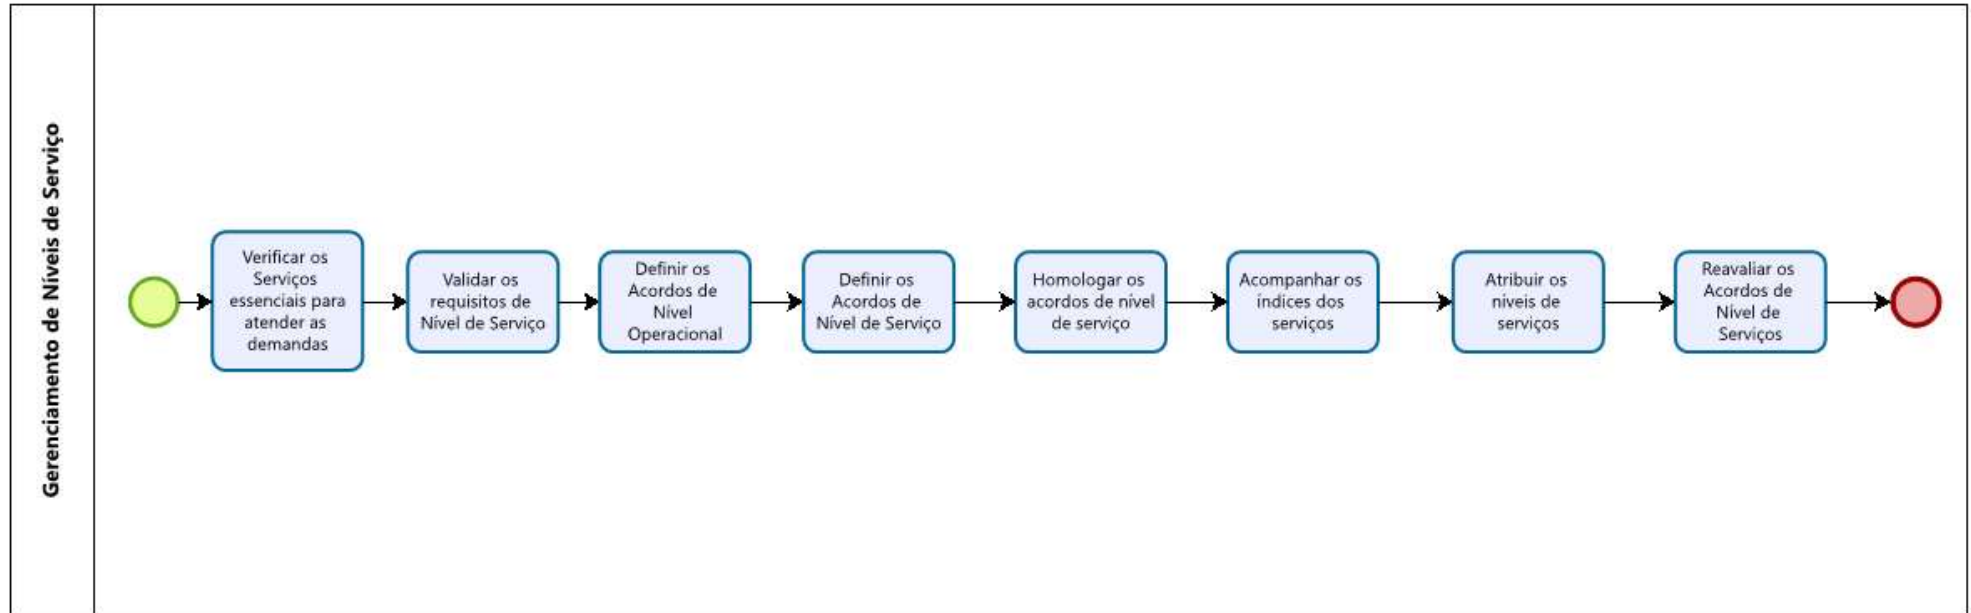 Gerenciamento de Níveis de Serviço
Verificar os
Serviços
essenciais para
atender as
demandas
Validar os
requisitos de
Nível de Serviço
Definir os
Acordos de
Nível
Operacional
Definir os
Acordos de
Nível de Serviço
Homologar os
acordos de nível
de serviço
Acompanhar os
índices dos
serviços
Atribuir os
níveis de
serviços
Reavaliar os
Acordos de
Nível de
Serviços